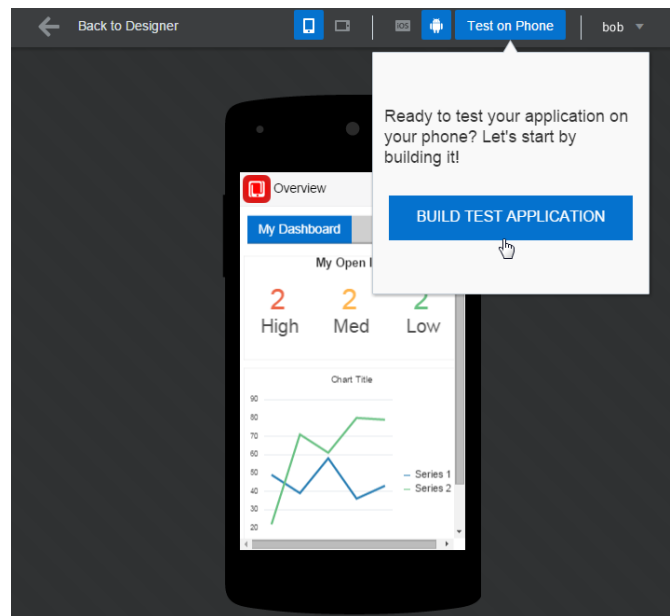 Back to Designer
iOS
Test on Phone
bob
Ready to test your application on
your phone? Let's start by
building it!
BUILD TEST APPLICATION
Overview
My Dashboard
My Open
2
2
2
High
Med
Low
Chart Title
90
80
70
60
50
40
30
20
Series 1
Series 2